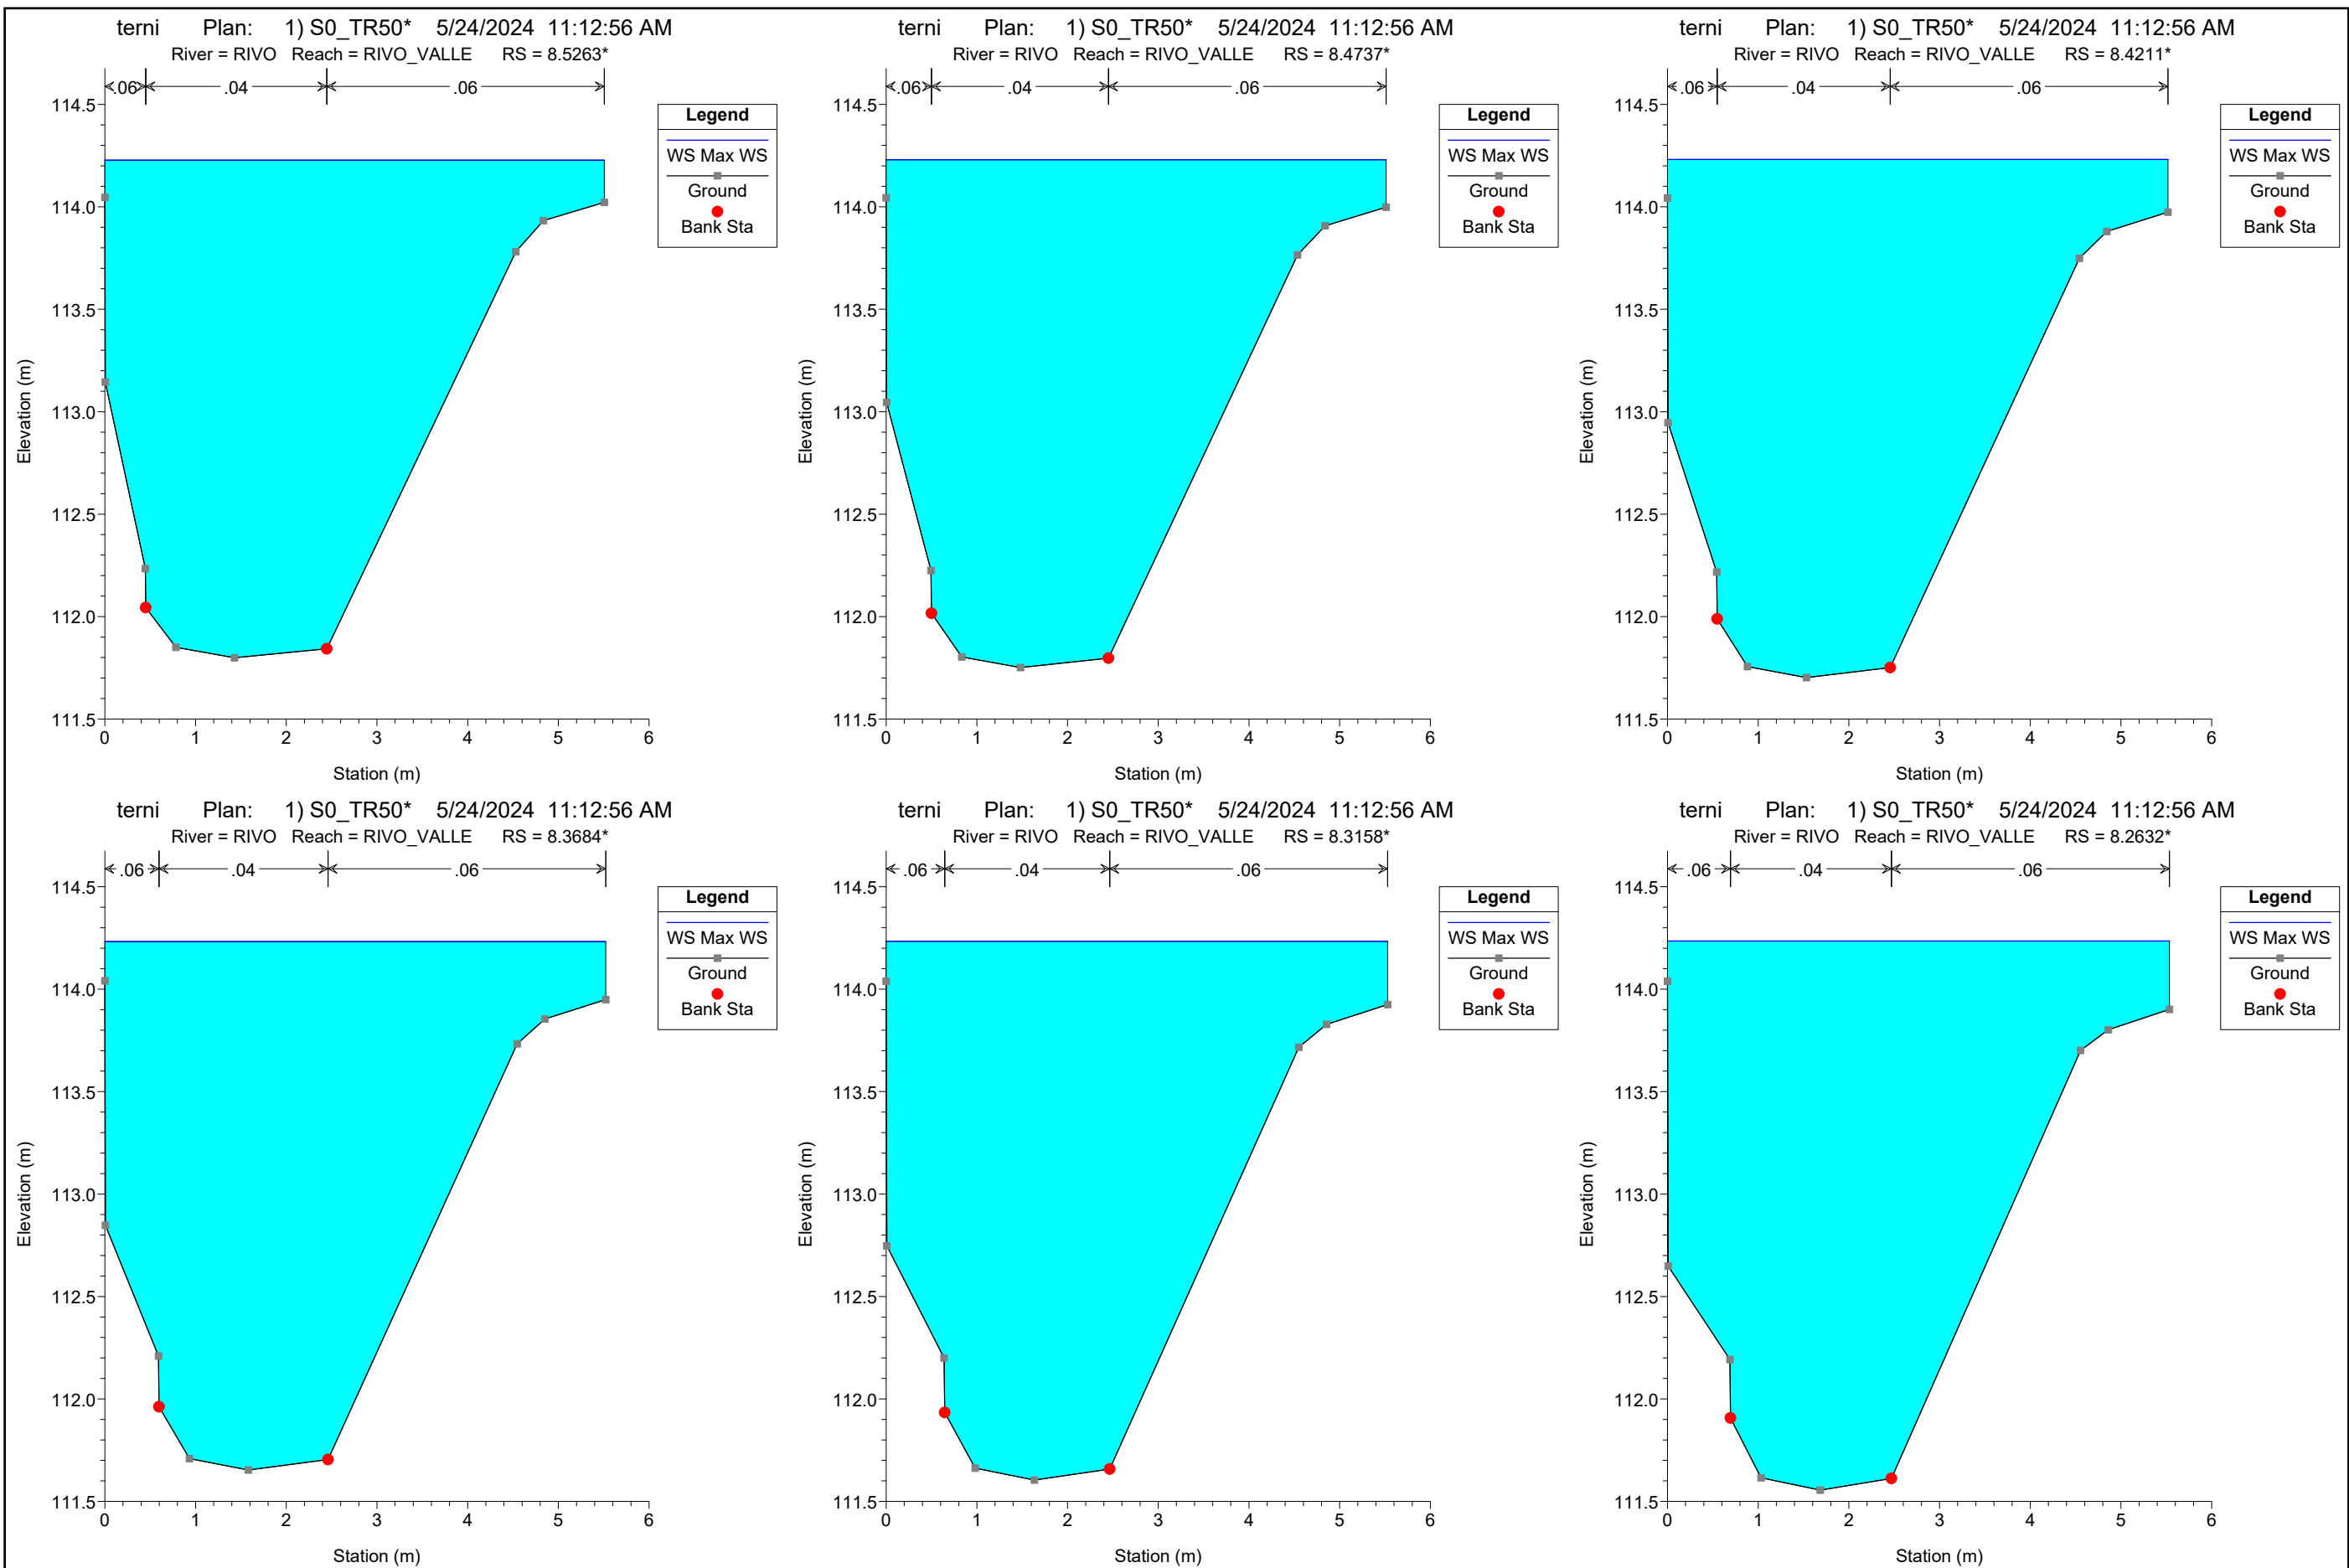 terni Plan: 1) S0_TR50* 5/24/2024 11:12:56 AM
River = RIVO Reach = RIVO_VALLE RS = 8.5263*
.06 .04 .06
114.5
114.0
113.5
113.0
112.5
112.0
111.5
0 1 2 3 4 5 6
Station (m)
Elevation (m)
Legend
WS Max WS
Ground
Bank Sta
terni Plan: 1) S0_TR50* 5/24/2024 11:12:56 AM
River = RIVO Reach = RIVO_VALLE RS = 8.4737*
.06 .04 .06
114.5
114.0
113.5
113.0
112.5
112.0
111.5
0 1 2 3 4 5 6
Station (m)
Elevation (m)
Legend
WS Max WS
Ground
Bank Sta
terni Plan: 1) S0_TR50* 5/24/2024 11:12:56 AM
River = RIVO Reach = RIVO_VALLE RS = 8.4211*
.06 .04 .06
114.5
114.0
113.5
113.0
112.5
112.0
111.5
0 1 2 3 4 5 6
Station (m)
Elevation (m)
Legend
WS Max WS
Ground
Bank Sta
terni Plan: 1) S0_TR50* 5/24/2024 11:12:56 AM
River = RIVO Reach = RIVO_VALLE RS = 8.3684*
.06 .04 .06
114.5
114.0
113.5
113.0
112.5
112.0
111.5
0 1 2 3 4 5 6
Station (m)
Elevation (m)
Legend
WS Max WS
Ground
Bank Sta
terni Plan: 1) S0_TR50* 5/24/2024 11:12:56 AM
River = RIVO Reach = RIVO_VALLE RS = 8.3158*
.06 .04 .06
114.5
114.0
113.5
113.0
112.5
112.0
111.5
0 1 2 3 4 5 6
Station (m)
Elevation (m)
Legend
WS Max WS
Ground
Bank Sta
terni Plan: 1) S0_TR50* 5/24/2024 11:12:56 AM
River = RIVO Reach = RIVO_VALLE RS = 8.2632*
.06 .04 .06
114.5
114.0
113.5
113.0
112.5
112.0
111.5
0 1 2 3 4 5 6
Station (m)
Elevation (m)
Legend
WS Max WS
Ground
Bank Sta